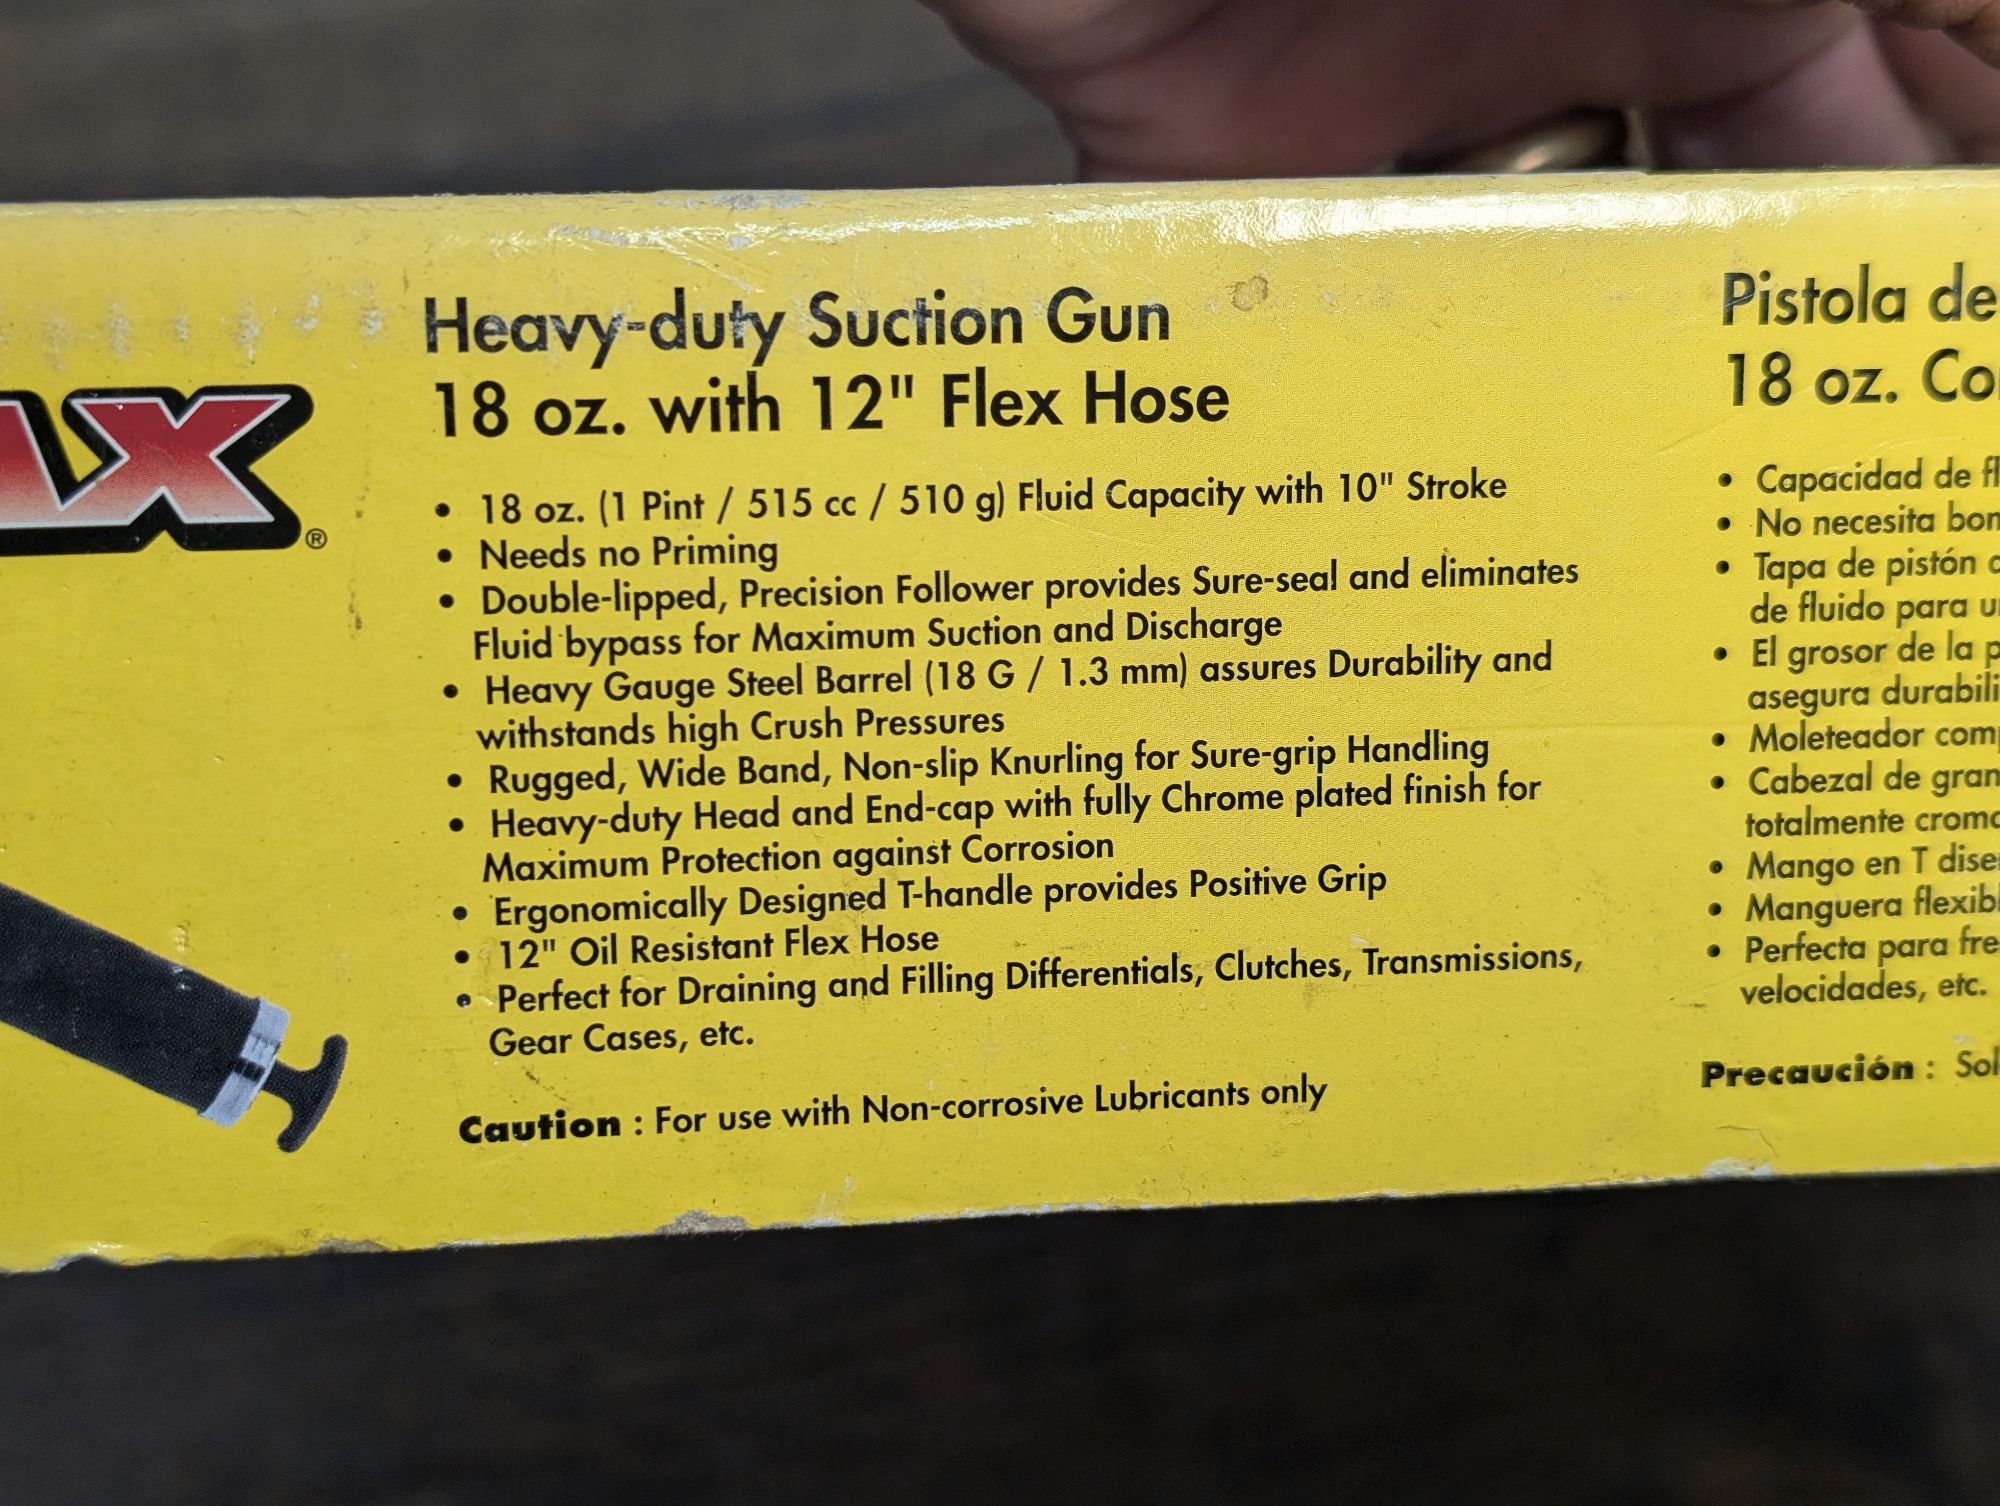 AX®
Heavy-duty Suction Gun
18 oz. with 12" Flex Hose
• 18 oz. (1 Pint / 515 cc / 510 g) Fluid Capacity with 10" Stroke
• Needs no Priming
• Double-lipped, Precision Follower provides Sure-seal and eliminates
Fluid bypass for Maximum Suction and Discharge
• Heavy Gauge Steel Barrel (18 G / 1.3 mm) assures Durability and
withstands high Crush Pressures
• Rugged, Wide Band, Non-slip Knurling for Sure-grip Handling
• Heavy-duty Head and End-cap with fully Chrome plated finish for
Maximum Protection against Corrosion
• Ergonomically Designed T-handle provides Positive Grip
• 12" Oil Resistant Flex Hose
• Perfect for Draining and Filling Differentials, Clutches, Transmissions,
Gear Cases, etc.
Caution : For use with Non-corrosive Lubricants only
Pistola de
18 oz.
• Capacidad de
• No necesita
• Tapa de pistón
de fluido para
• El grosor de la
asegura
• Moleteador
• Cabezal de
totalmente
• Mango en T
• Manguera
• Perfecta para
velocidades, etc.
Precaución :